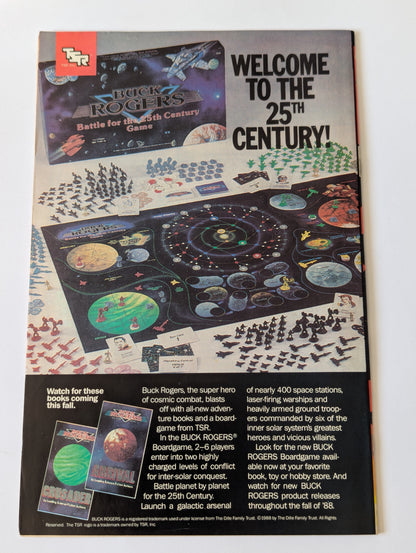 TSR
WELCOME
TO THE
25TH
CENTURY!
BUCK
ROGERS
Battle for the 25th Century
Game
Watch for these
books coming
this fall.
ARRIVAL
CRUSADER
Buck Rogers, the super hero
of cosmic combat, blasts
off with all-new adven-
ture books and a board-
game from TSR.
In the BUCK ROGERS®
Boardgame, 2–6 players
enter into two highly
charged levels of conflict
for inter-solar conquest.
Battle planet by planet
for the 25th Century.
Launch a galactic arsenal
of nearly 400 space stations,
laser-firing warships and
heavily armed ground troop-
ers commanded by six of the
inner solar system's greatest
heroes and vicious villains.
Look for the new BUCK
ROGERS Boardgame avail-
able now at your favorite
book, toy or hobby store. And
watch for new BUCK
ROGERS product releases
throughout the fall of '88.
BUCK ROGERS is a registered trademark used under license from The Dille Family Trust. ©1988 by The Dille Family Trust. All Rights
Reserved. The TSR logo is owned by TSR, Inc.